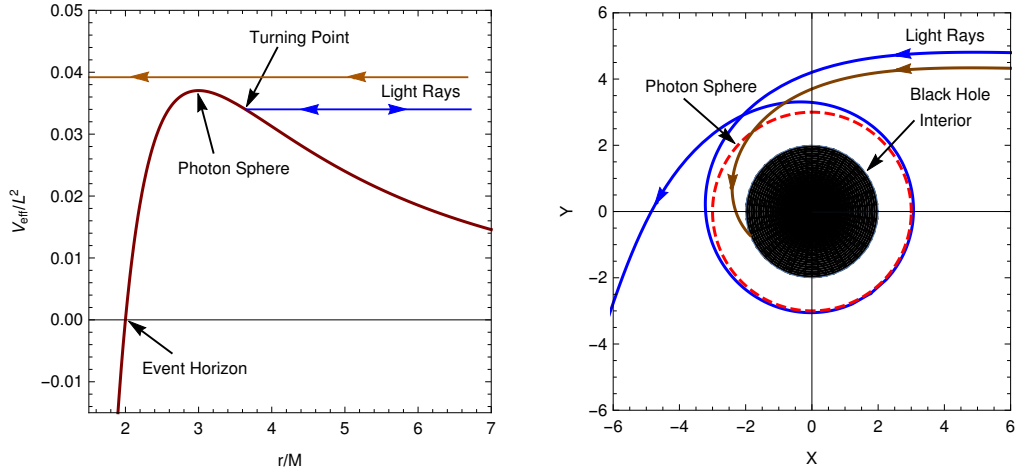 0.05
0.04
0.03
0.02
0.01
0.00
−0.01
V_eff/L²
Turning Point
Light Rays
Photon Sphere
Event Horizon
2
3
4
5
6
7
r/M
6
4
2
0
−2
−4
−6
Y
Light Rays
Photon Sphere
Black Hole
Interior
−6
−4
−2
0
2
4
6
X